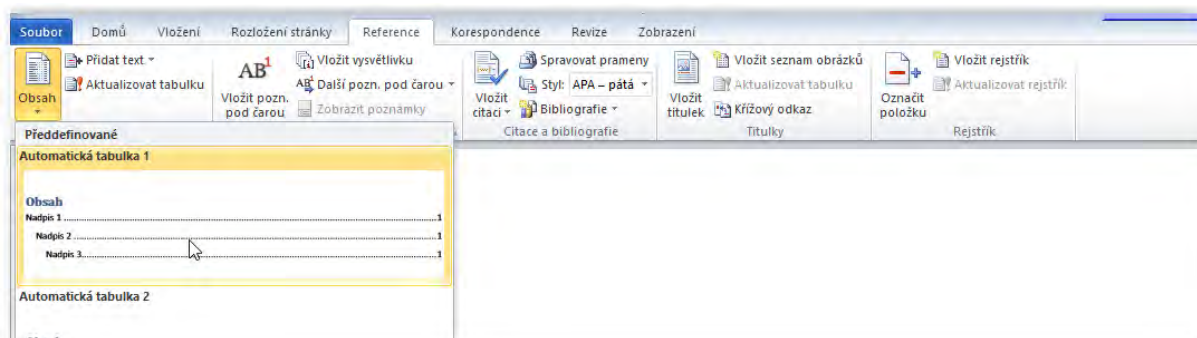 Soubor Domů Vložení Rozložení stránky Reference Korespondence Revize Zobrazení
Obsah
Přidat text
Aktualizovat tabulku
AB1
Vložit pozn.
pod čarou
Vložit vysvětlivku
AB1 Další pozn. pod čarou
Zobrazit poznámky
Vložit
citaci
Spravovat prameny
Styl: APA – pátá
Bibliografie
Citace a bibliografie
Vložit
titulek
Vložit seznam obrázků
Aktualizovat tabulku
Křížový odkaz
Titulky
Označit
položku
Vložit rejstřík
Aktualizovat rejstřík
Rejstřík
Předdefinované
Automatická tabulka 1
Obsah
Nadpis 1 ........ 1
Nadpis 2 ........ 1
Nadpis 3 ........ 1
Automatická tabulka 2